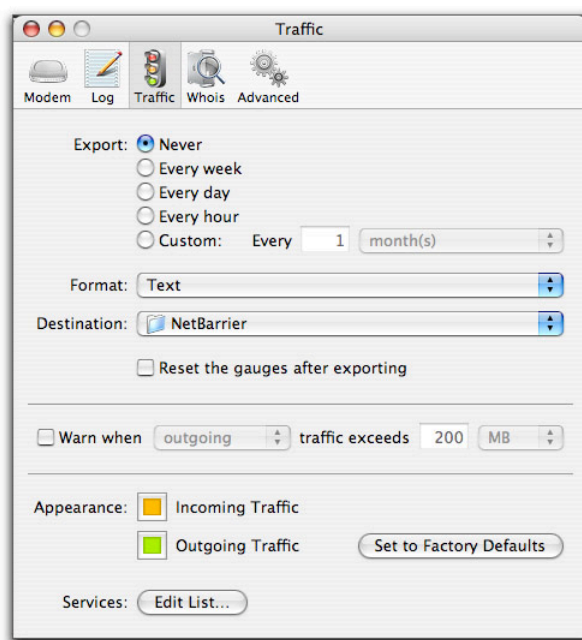 Traffic
Modem Log Traffic Whois Advanced
Export: Never
Every week
Every day
Every hour
Custom: Every 1 month(s)
Format: Text
Destination: NetBarrier
Reset the gauges after exporting
Warn when outgoing traffic exceeds 200 MB
Appearance: Incoming Traffic
Outgoing Traffic Set to Factory Defaults
Services: Edit List...